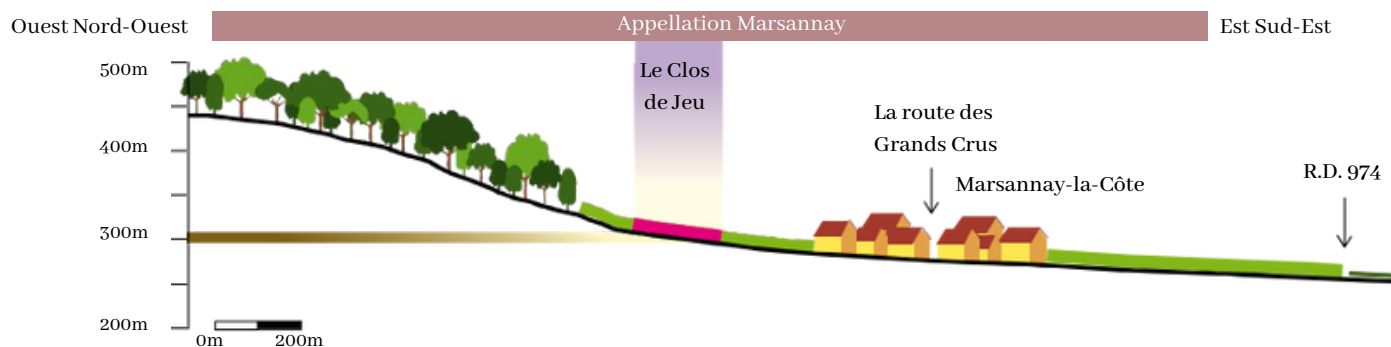 Ouest Nord-Ouest
Appellation Marsannay
Est Sud-Est
500m
Le Clos
de Jeu
La route des
Grands Crus
400m
Marsannay-la-Côte
R.D. 974
300m
200m
0m
200m